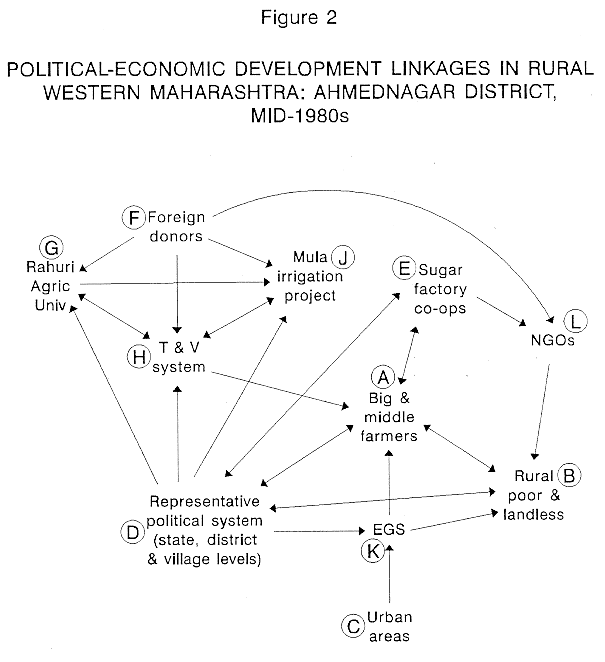 Figure 2
POLITICAL-ECONOMIC DEVELOPMENT LINKAGES IN RURAL
WESTERN MAHARASHTRA: AHMEDNAGAR DISTRICT,
MID-1980s
F Foreign
donors
G
Rahuri
Agric
Univ
Mula J
irrigation
project
E Sugar
factory
co-ops
L
NGOs
H T & V
system
A
Big &
middle
farmers
Rural B
poor &
landless
Representative
political system
D (state, district
& village levels)
EGS
K
C Urban
areas